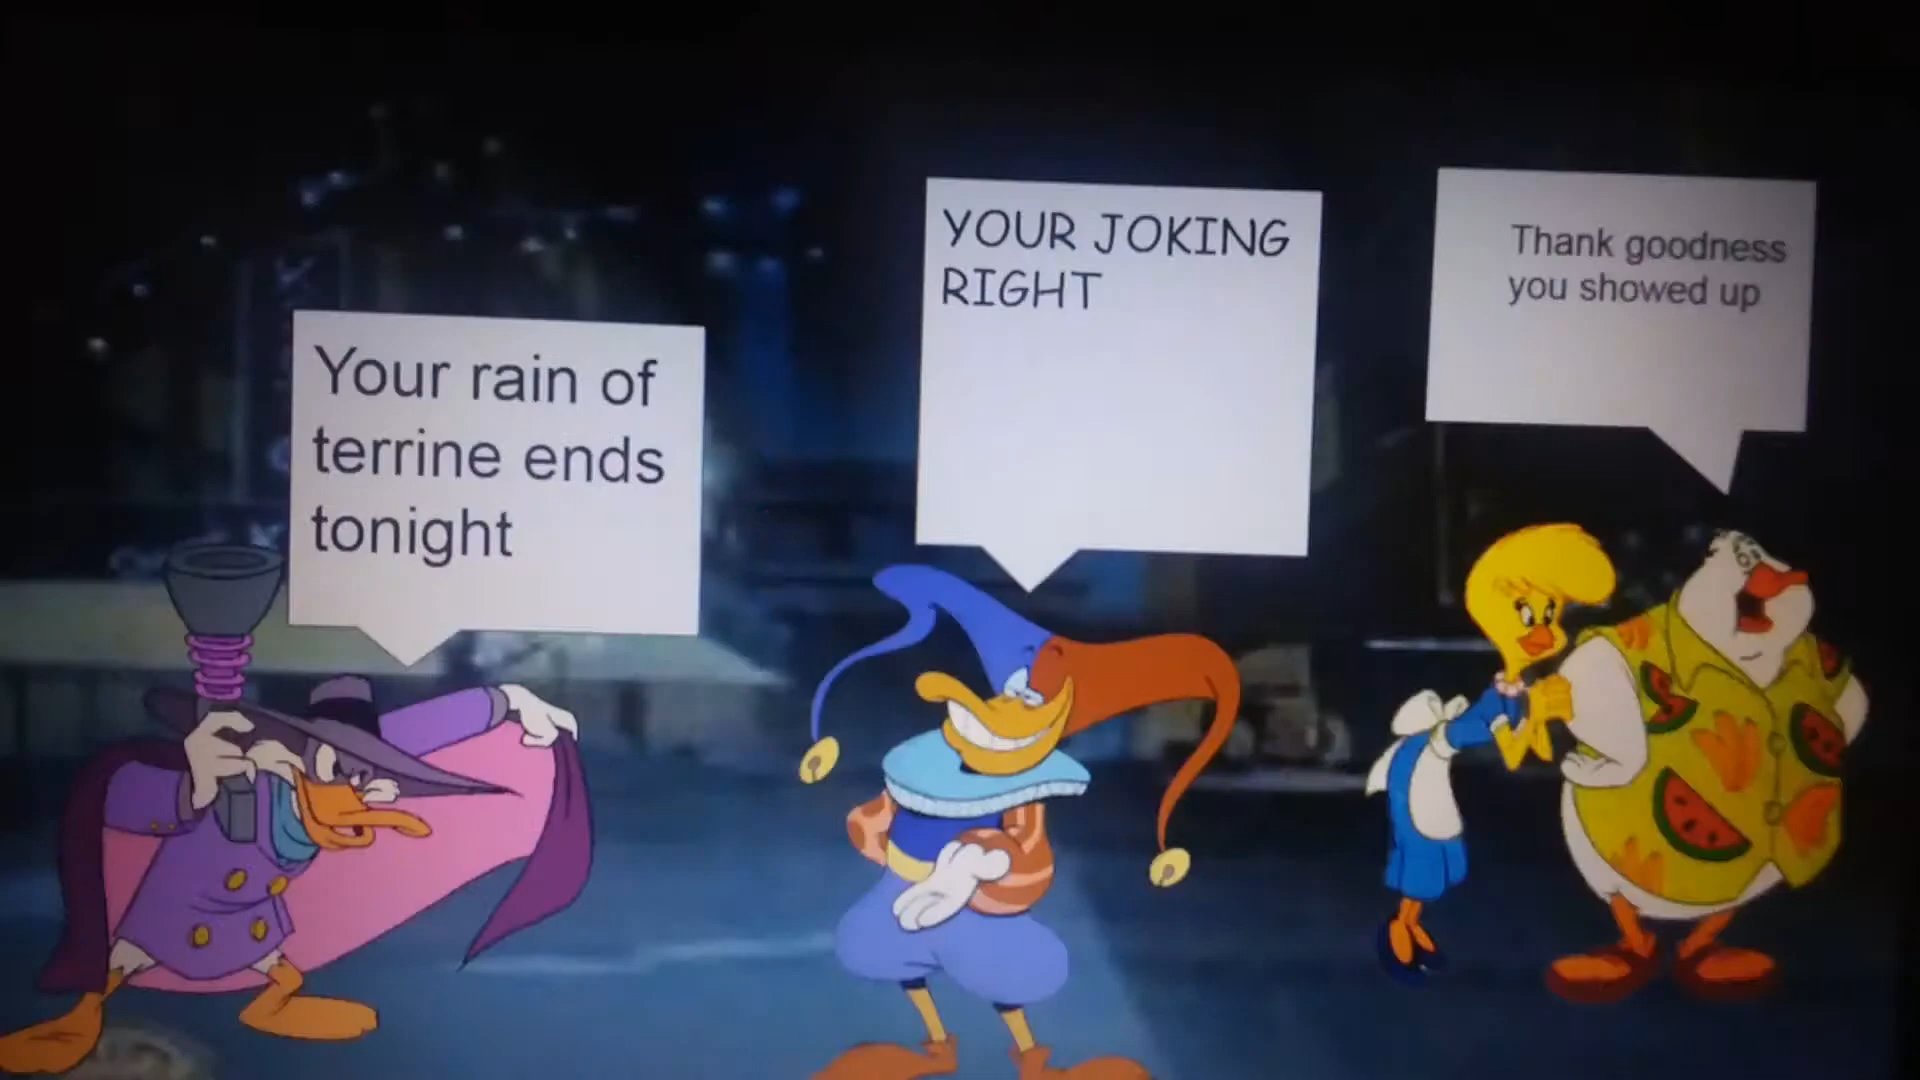 Your rain of
terrine ends
tonight
YOUR JOKING
RIGHT
Thank goodness
you showed up